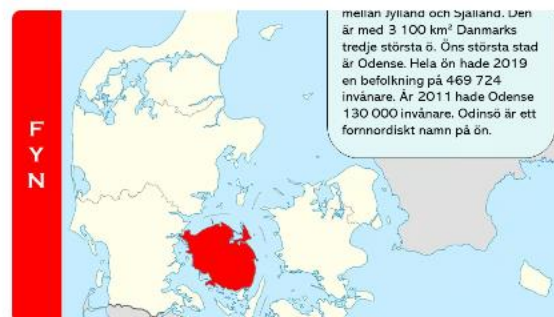 FYN
mellan Jylland och Själland. Den
är med 3 100 km² Danmarks
tredje största ö. Öns största stad
är Odense. Hela ön hade 2019
en befolkning på 469 724
invånare. År 2011 hade Odense
130 000 invånare. Odinsö är ett
fornnordiskt namn på ön.